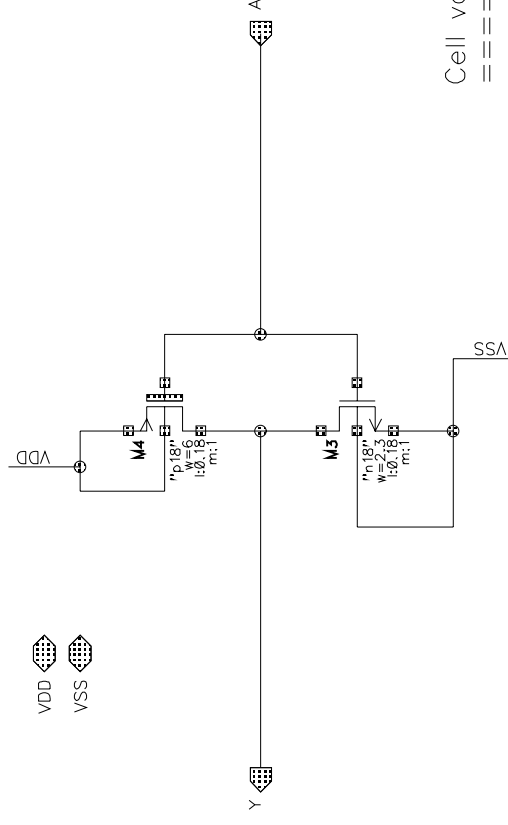 A
VDD
M4
"p18"
w=6
l:0.18
m:1
VDD
VSS
M3
"n18"
w=2.3
l:0.18
m:1
VSS
Y
Cell
=====